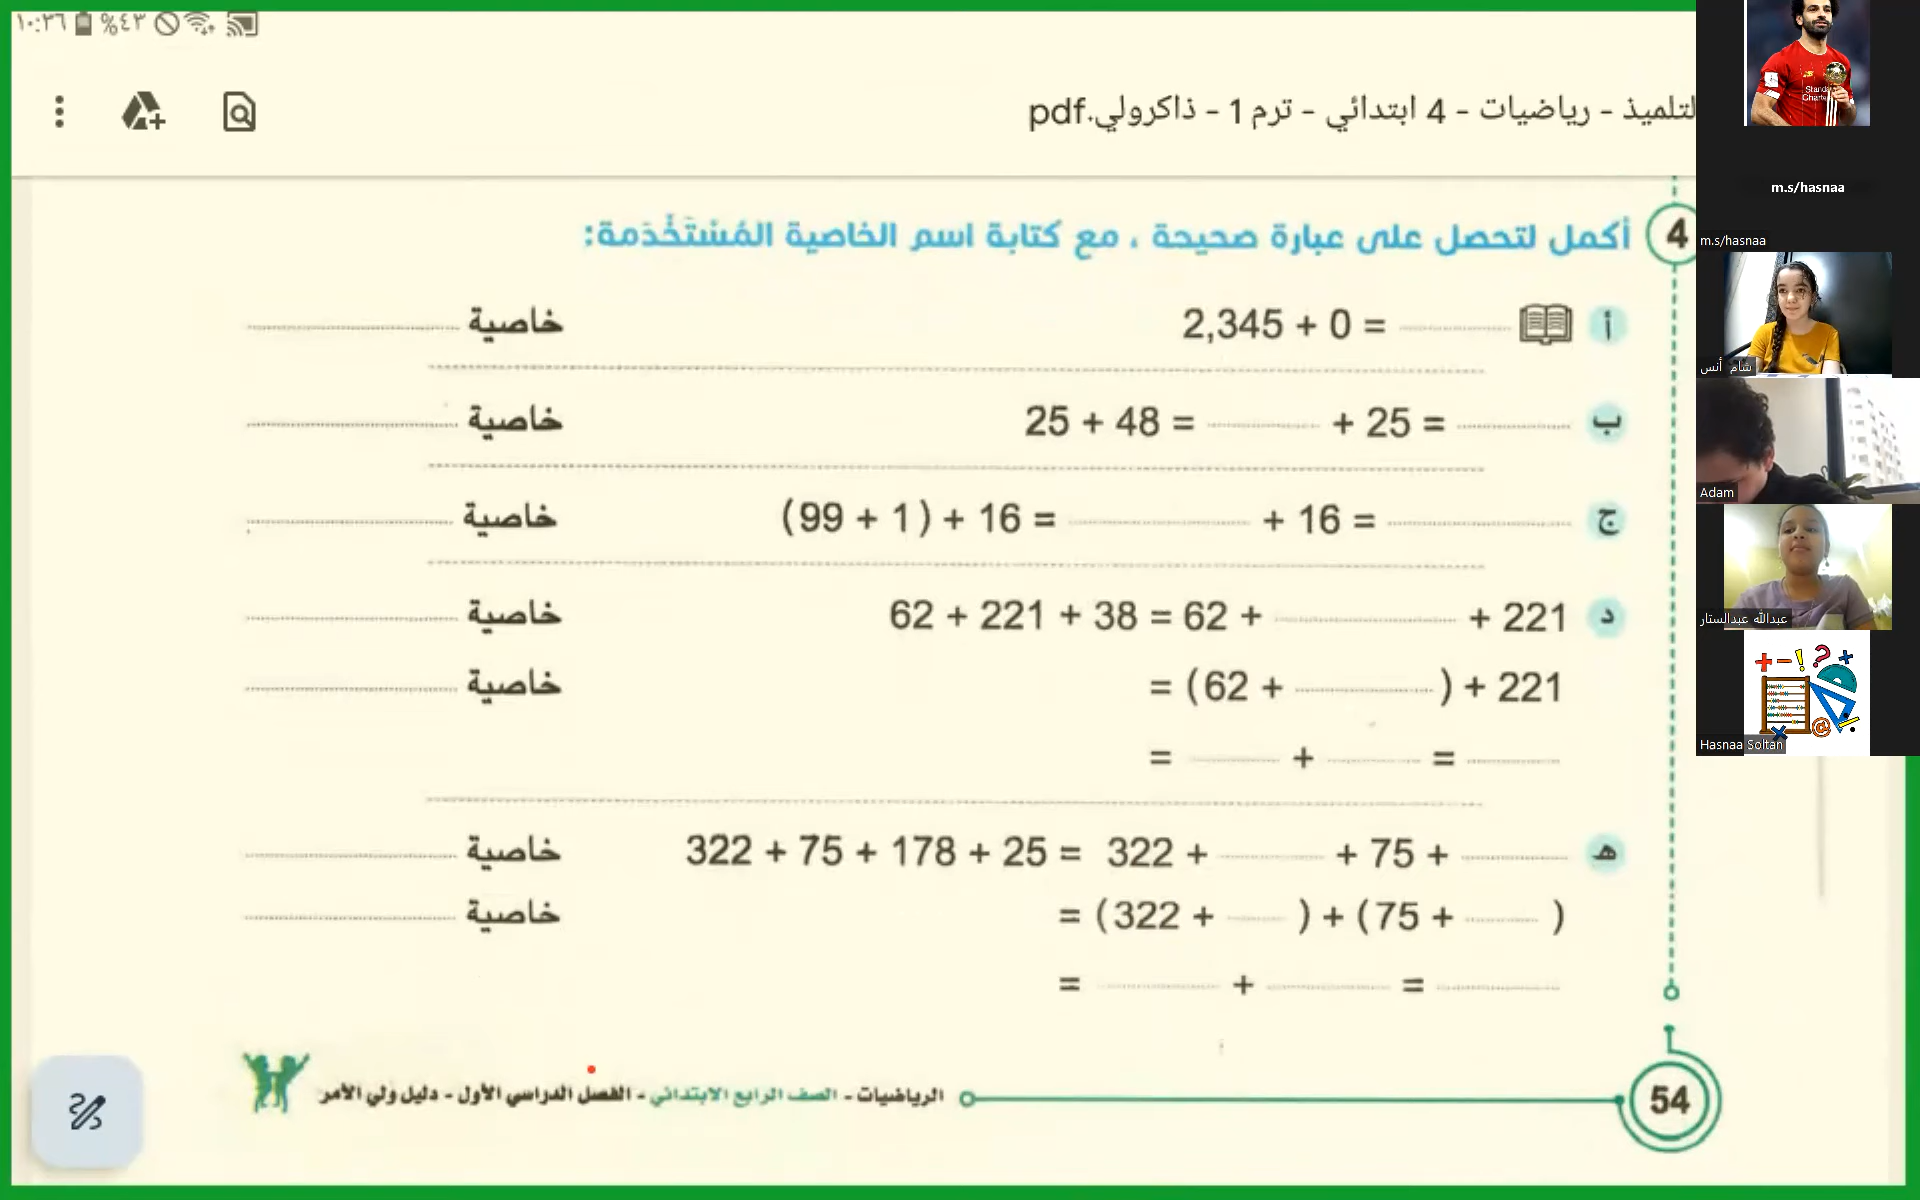 ١٠:٣٦ %٤٣
لتلميذ - رياضيات - 4 ابتدائي - ترم 1 - ذاكرولي.pdf
4 أكمل لتحصل على عبارة صحيحة ، مع كتابة اسم الخاصية المُسْتَخْدَمة:
أ 2,345 + 0 = ........ خاصية ........
ب 25 + 48 = ........ + 25 = ........ خاصية ........
ج (99 + 1) + 16 = ........ + 16 = ........ خاصية ........
د 62 + 221 + 38 = 62 + ........ + 221 خاصية ........
= (62 + ........ ) + 221 خاصية ........
= ........ + ........ = ........
هـ 322 + 75 + 178 + 25 = 322 + ........ + 75 + ........ خاصية ........
= (322 + ........ ) + (75 + ........ ) خاصية ........
= ........ + ........ = ........
54 الرياضيات - الصف الرابع الابتدائي - الفصل الدراسي الأول - دليل ولي الأمر
Standard Charte
m.s/hasnaa
m.s/hasnaa
شام أنس
Adam
عبدالله عبدالستار
Hasnaa Soltan